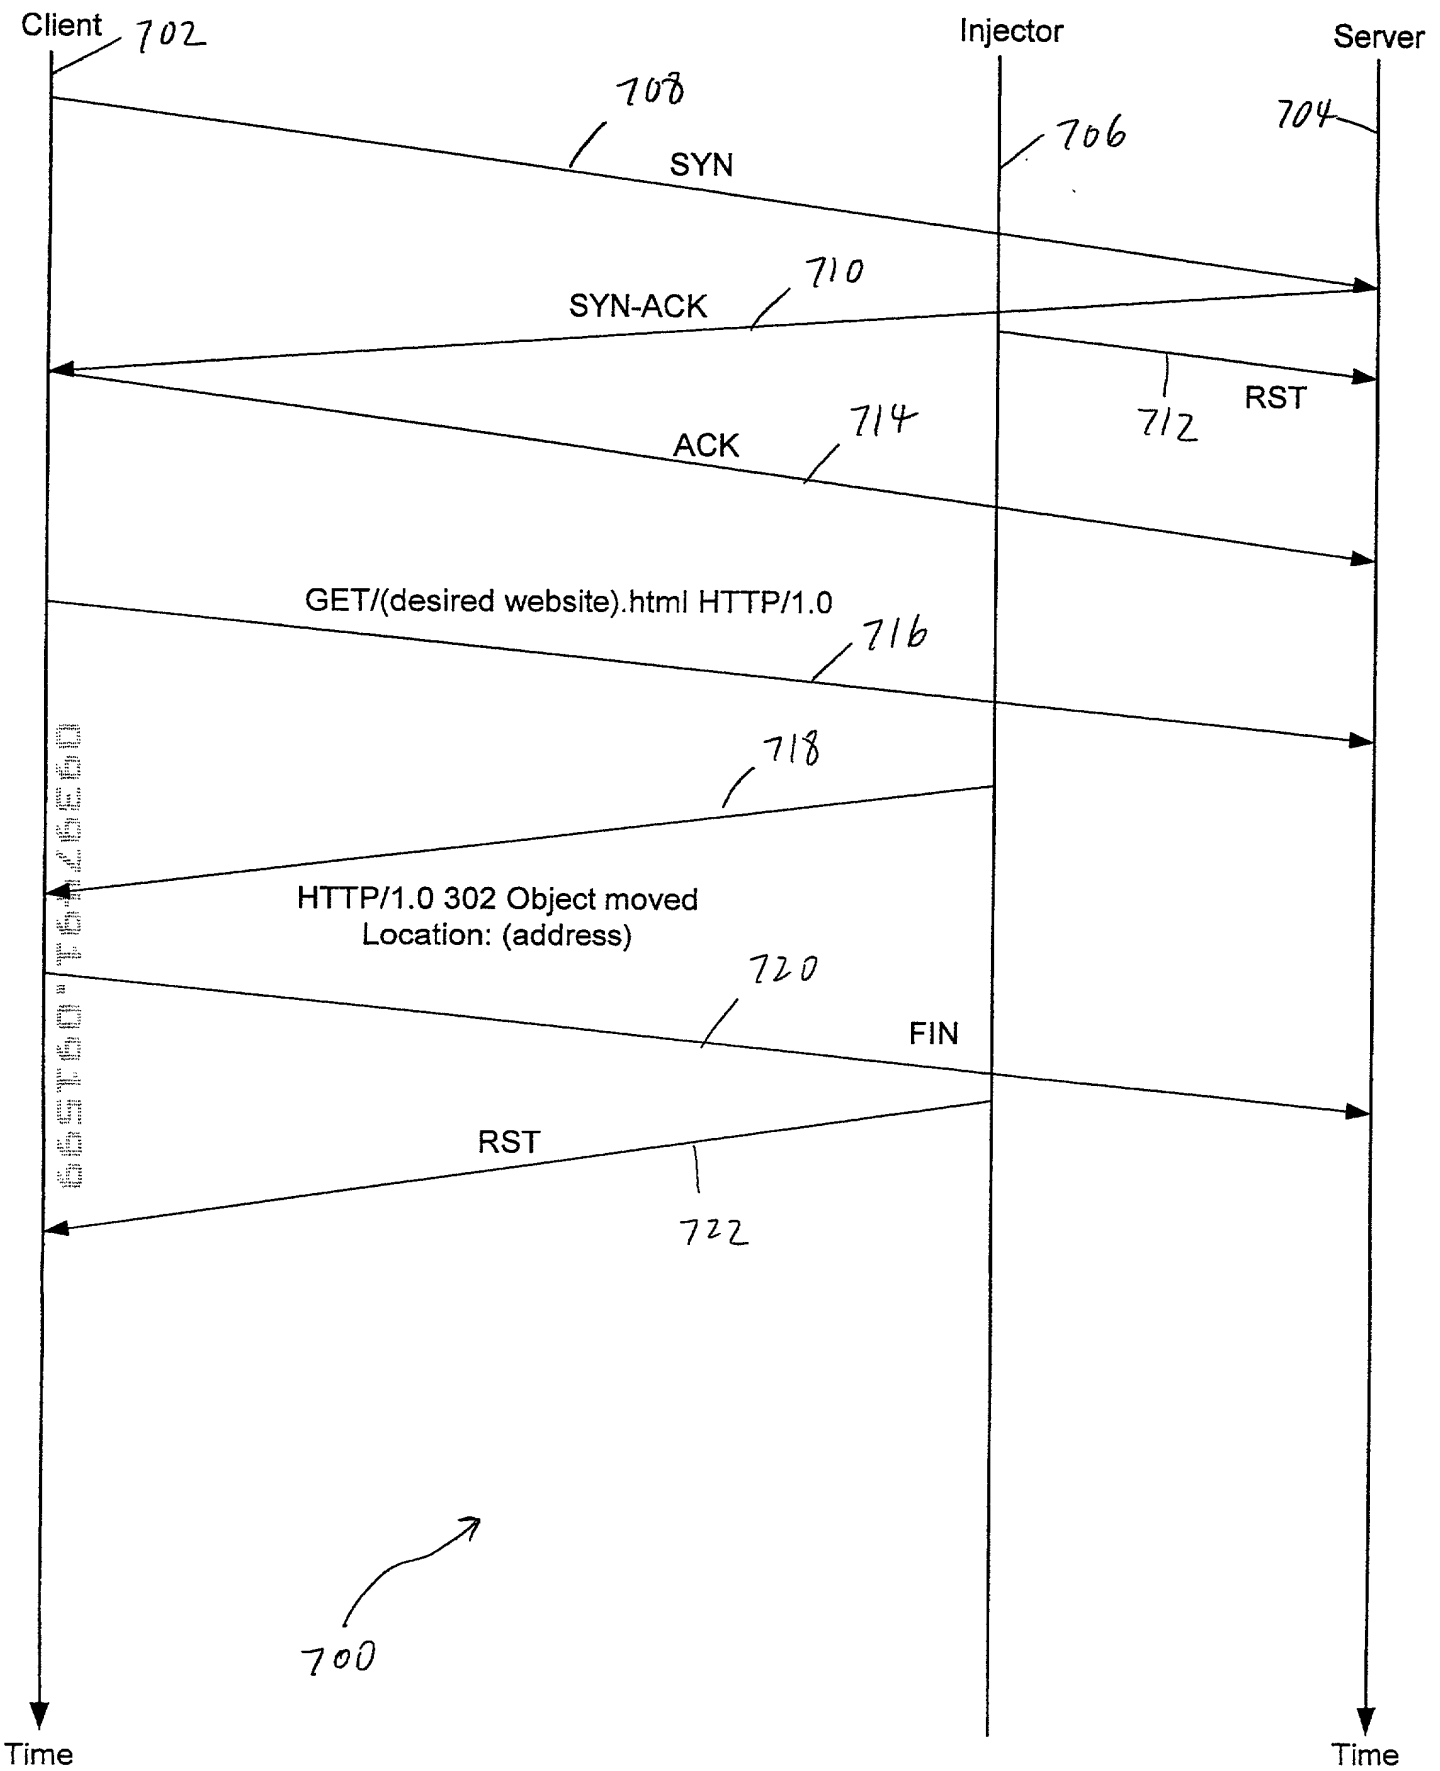 Client
702
Injector
Server
708
704
706
SYN
710
SYN-ACK
RST
712
714
ACK
GET/(desired website).html HTTP/1.0
716
718
HTTP/1.0 302 Object moved
Location: (address)
720
FIN
RST
722
700
Time
Time